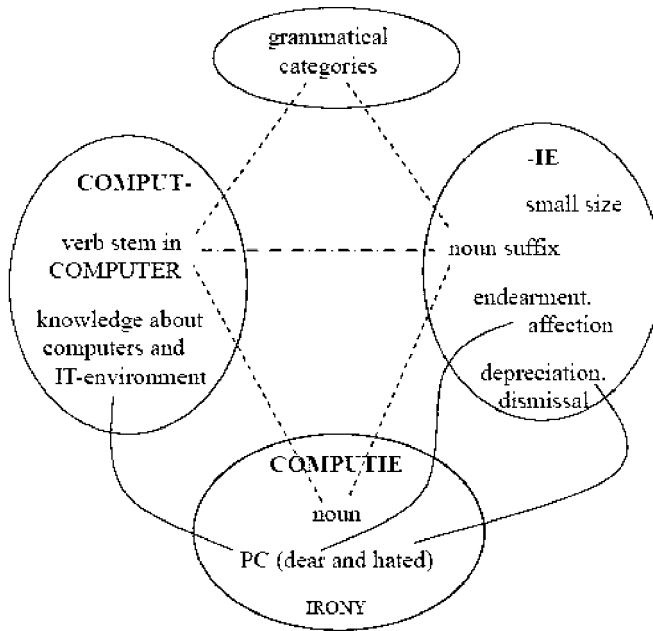 grammatical
categories
COMPUT-
verb stem in
COMPUTER
knowledge about
computers and
IT-environment
-IE
small size
noun suffix
endearment.
affection
depreciation.
dismissal
COMPUTIE
noun
PC (dear and hated)
IRONY